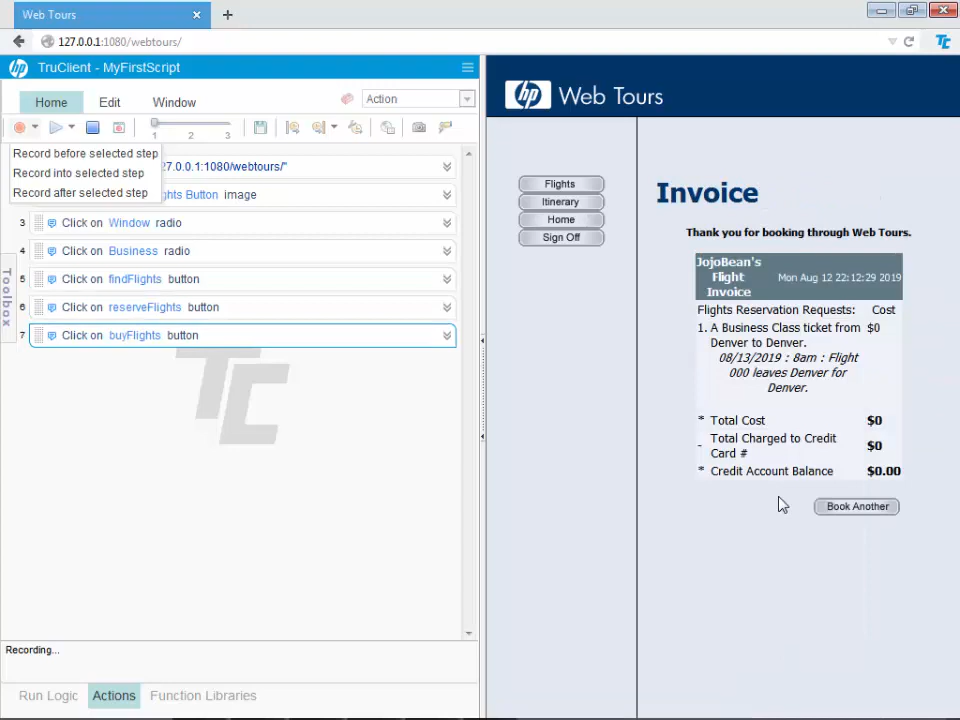 Web Tours
127.0.0.1:1080/webtours/
TC
hp
TruClient - MyFirstScript
Home
Edit
Window
Action
1
2
3
Record before selected step
Record into selected step
Record after selected step
7.0.0.1:1080/webtours/"
ghts Button image
3 Click on Window radio
4 Click on Business radio
5 Click on findFlights button
6 Click on reserveFlights button
7 Click on buyFlights button
Toolbox
TC
Recording...
Run Logic
Actions
Function Libraries
hp Web Tours
Flights
Itinerary
Home
Sign Off
Invoice
Thank you for booking through Web Tours.
JojoBean's
Flight
Invoice
Mon Aug 12 22:12:29 2019
Flights Reservation Requests: Cost
1. A Business Class ticket from $0
Denver to Denver.
08/13/2019 : 8am : Flight
000 leaves Denver for
Denver.
* Total Cost $0
- Total Charged to Credit
Card # $0
* Credit Account Balance $0.00
Book Another